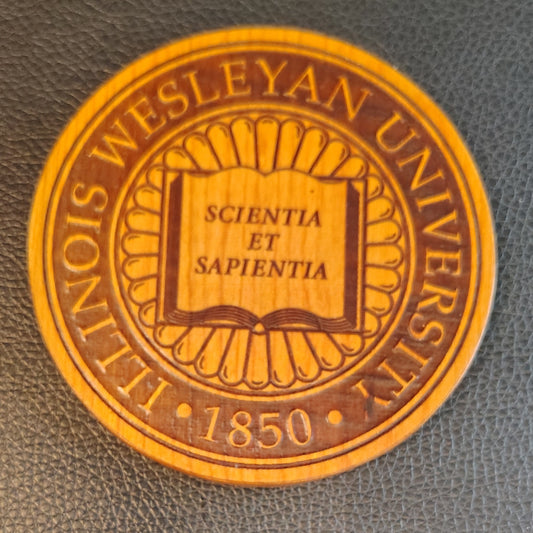 ILLINOIS WESLEYAN UNIVERSITY
SCIENTIA
ET
SAPIENTIA
• 1850 •